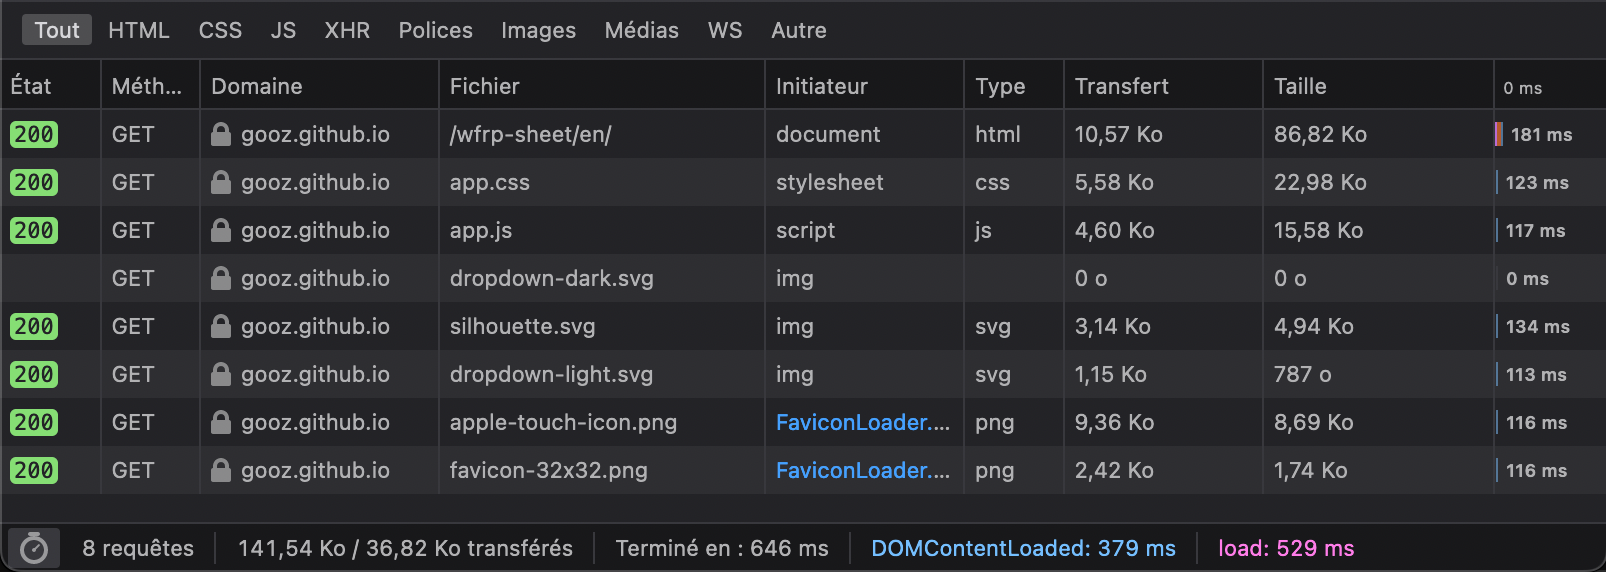 Tout HTML CSS JS XHR Polices Images Médias WS Autre
État Méth... Domaine Fichier Initiateur Type Transfert Taille 0 ms
200 GET gooz.github.io /wfrp-sheet/en/ document html 10,57 Ko 86,82 Ko 181 ms
200 GET gooz.github.io app.css stylesheet css 5,58 Ko 22,98 Ko 123 ms
200 GET gooz.github.io app.js script js 4,60 Ko 15,58 Ko 117 ms
GET gooz.github.io dropdown-dark.svg img 0 o 0 o 0 ms
200 GET gooz.github.io silhouette.svg img svg 3,14 Ko 4,94 Ko 134 ms
200 GET gooz.github.io dropdown-light.svg img svg 1,15 Ko 787 o 113 ms
200 GET gooz.github.io apple-touch-icon.png FaviconLoader.... png 9,36 Ko 8,69 Ko 116 ms
200 GET gooz.github.io favicon-32x32.png FaviconLoader.... png 2,42 Ko 1,74 Ko 116 ms
8 requêtes 141,54 Ko / 36,82 Ko transférés Terminé en : 646 ms DOMContentLoaded: 379 ms load: 529 ms